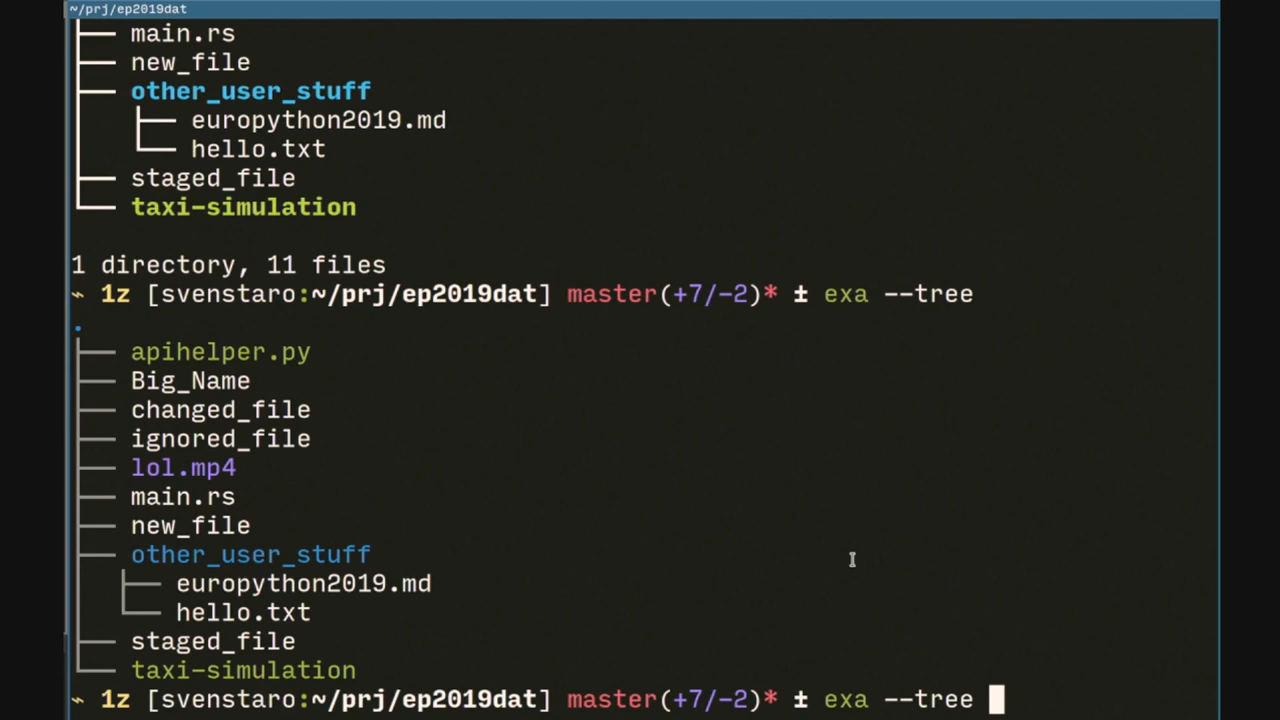 ~/prj/ep2019dat
├── main.rs
├── new_file
├── other_user_stuff
│   ├── europython2019.md
│   └── hello.txt
├── staged_file
└── taxi-simulation
1 directory, 11 files
~ 1z [svenstaro:~/prj/ep2019dat] master(+7/-2)* ± exa --tree
.
├── apihelper.py
├── Big_Name
├── changed_file
├── ignored_file
├── lol.mp4
├── main.rs
├── new_file
├── other_user_stuff
│  ├── europython2019.md
│  └── hello.txt
├── staged_file
└── taxi-simulation
~ 1z [svenstaro:~/prj/ep2019dat] master(+7/-2)* ± exa --tree